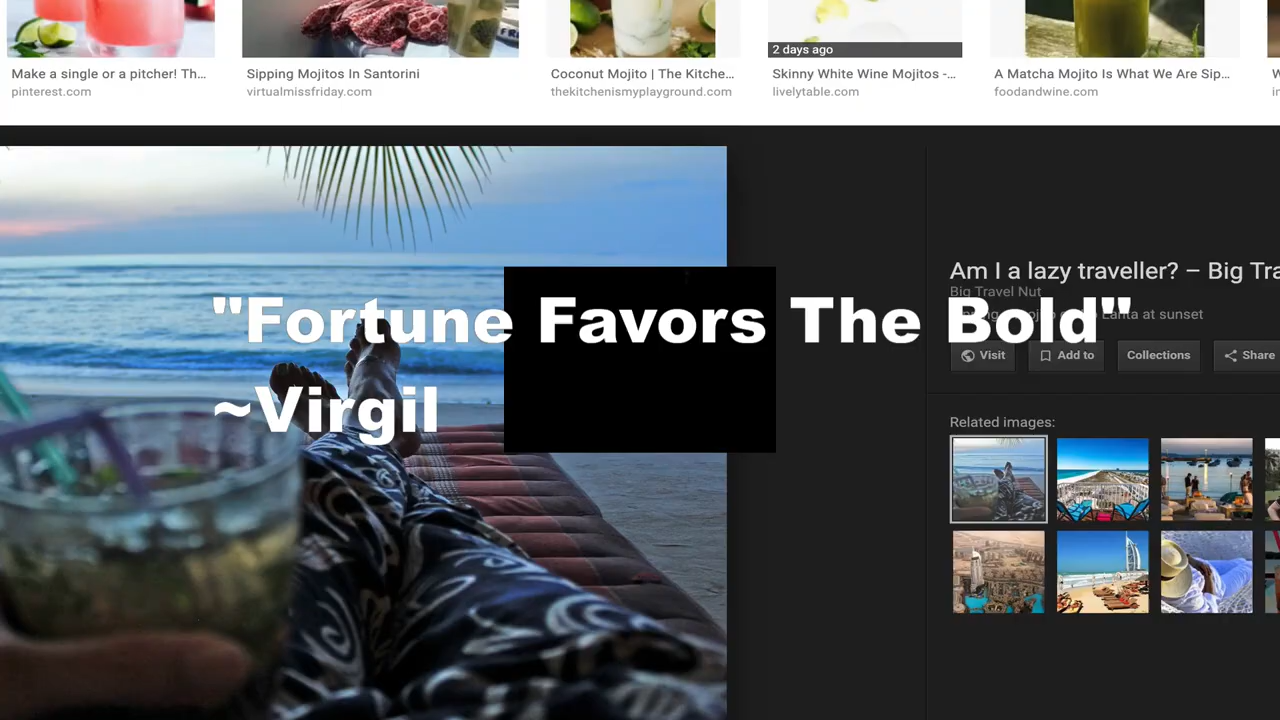 2 days ago
Make a single or a pitcher! Th...
Sipping Mojitos In Santorini
Coconut Mojito | The Kitche...
Skinny White Wine Mojitos -...
A Matcha Mojito Is What We Are Sip...
pinterest.com
virtualmissfriday.com
thekitchenismyplayground.com
livelytable.com
foodandwine.com
Am I a lazy traveller? – Big Tra
Big Travel Nut
"Fortune Favors The Bold"
at sunset
Visit
Add to
Collections
Share
~Virgil
Related images: